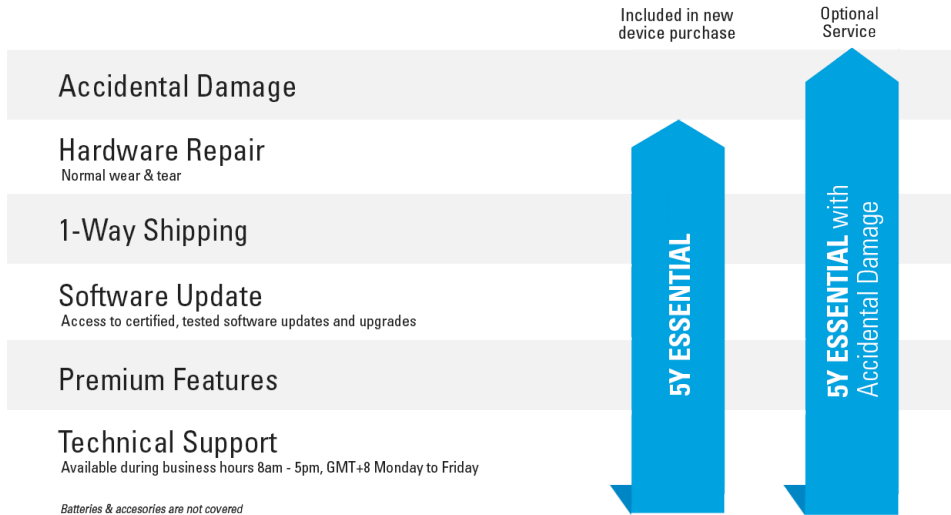 Included in new
device purchase
Optional
Service
Accidental Damage
Hardware Repair
Normal wear & tear
1-Way Shipping
Software Update
Access to certified, tested software updates and upgrades
Premium Features
Technical Support
Available during business hours 8am - 5pm, GMT+8 Monday to Friday
Batteries & accesories are not covered
5Y ESSENTIAL
5Y ESSENTIAL with
Accidental Damage